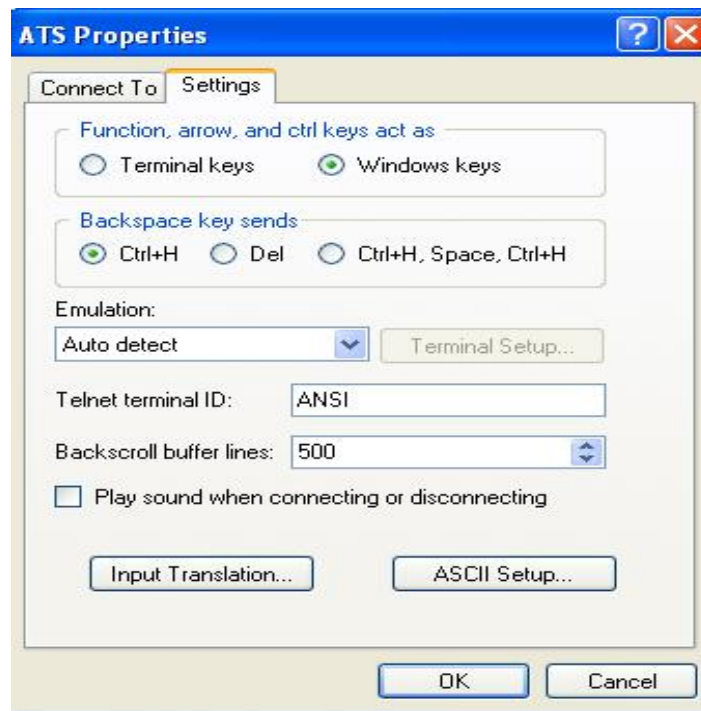 ATS Properties
Connect To Settings
Function, arrow, and ctrl keys act as
Terminal keys Windows keys
Backspace key sends
Ctrl+H Del Ctrl+H, Space, Ctrl+H
Emulation:
Auto detect Terminal Setup...
Telnet terminal ID: ANSI
Backscroll buffer lines: 500
Play sound when connecting or disconnecting
Input Translation... ASCII Setup...
OK Cancel